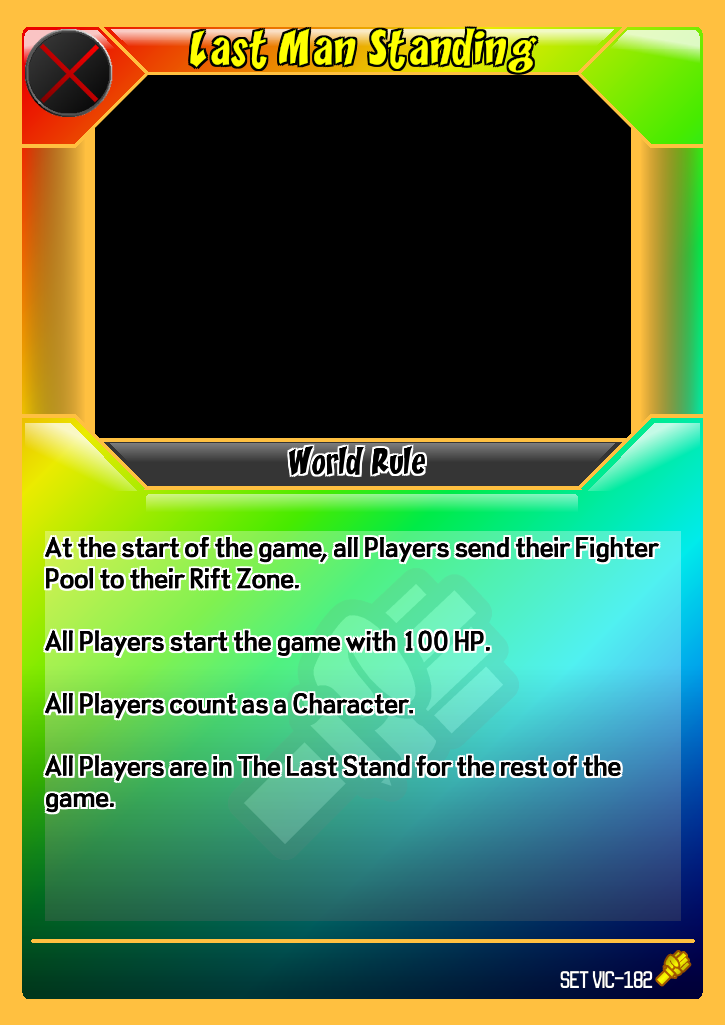 Last Man Standing
World Rule
At the start of the game, all Players send their Fighter
Pool to their Rift Zone.
All Players start the game with 100 HP.
All Players count as a Character.
All Players are in The Last Stand for the rest of the
game.
SET VIC-182